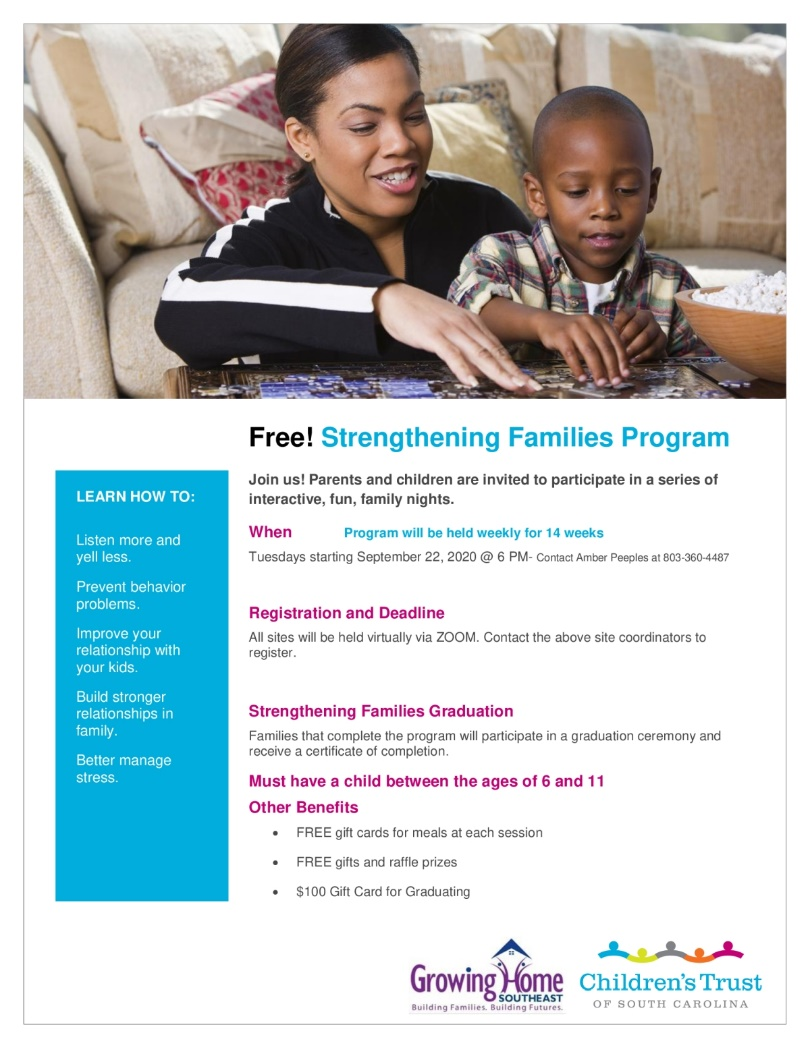 Free! Strengthening Families Program
LEARN HOW TO:
Listen more and
yell less.
Prevent behavior
problems.
Improve your
relationship with
your kids.
Build stronger
relationships in
family.
Better manage
stress.
Join us! Parents and children are invited to participate in a series of
interactive, fun, family nights.
When Program will be held weekly for 14 weeks
Tuesdays starting September 22, 2020 @ 6 PM- Contact Amber Peeples at 803-360-4487
Registration and Deadline
All sites will be held virtually via ZOOM. Contact the above site coordinators to
register.
Strengthening Families Graduation
Families that complete the program will participate in a graduation ceremony and
receive a certificate of completion.
Must have a child between the ages of 6 and 11
Other Benefits
• FREE gift cards for meals at each session
• FREE gifts and raffle prizes
• $100 Gift Card for Graduating
Growing Home
SOUTHEAST
Building Families. Building Futures.
Children's Trust
OF SOUTH CAROLINA